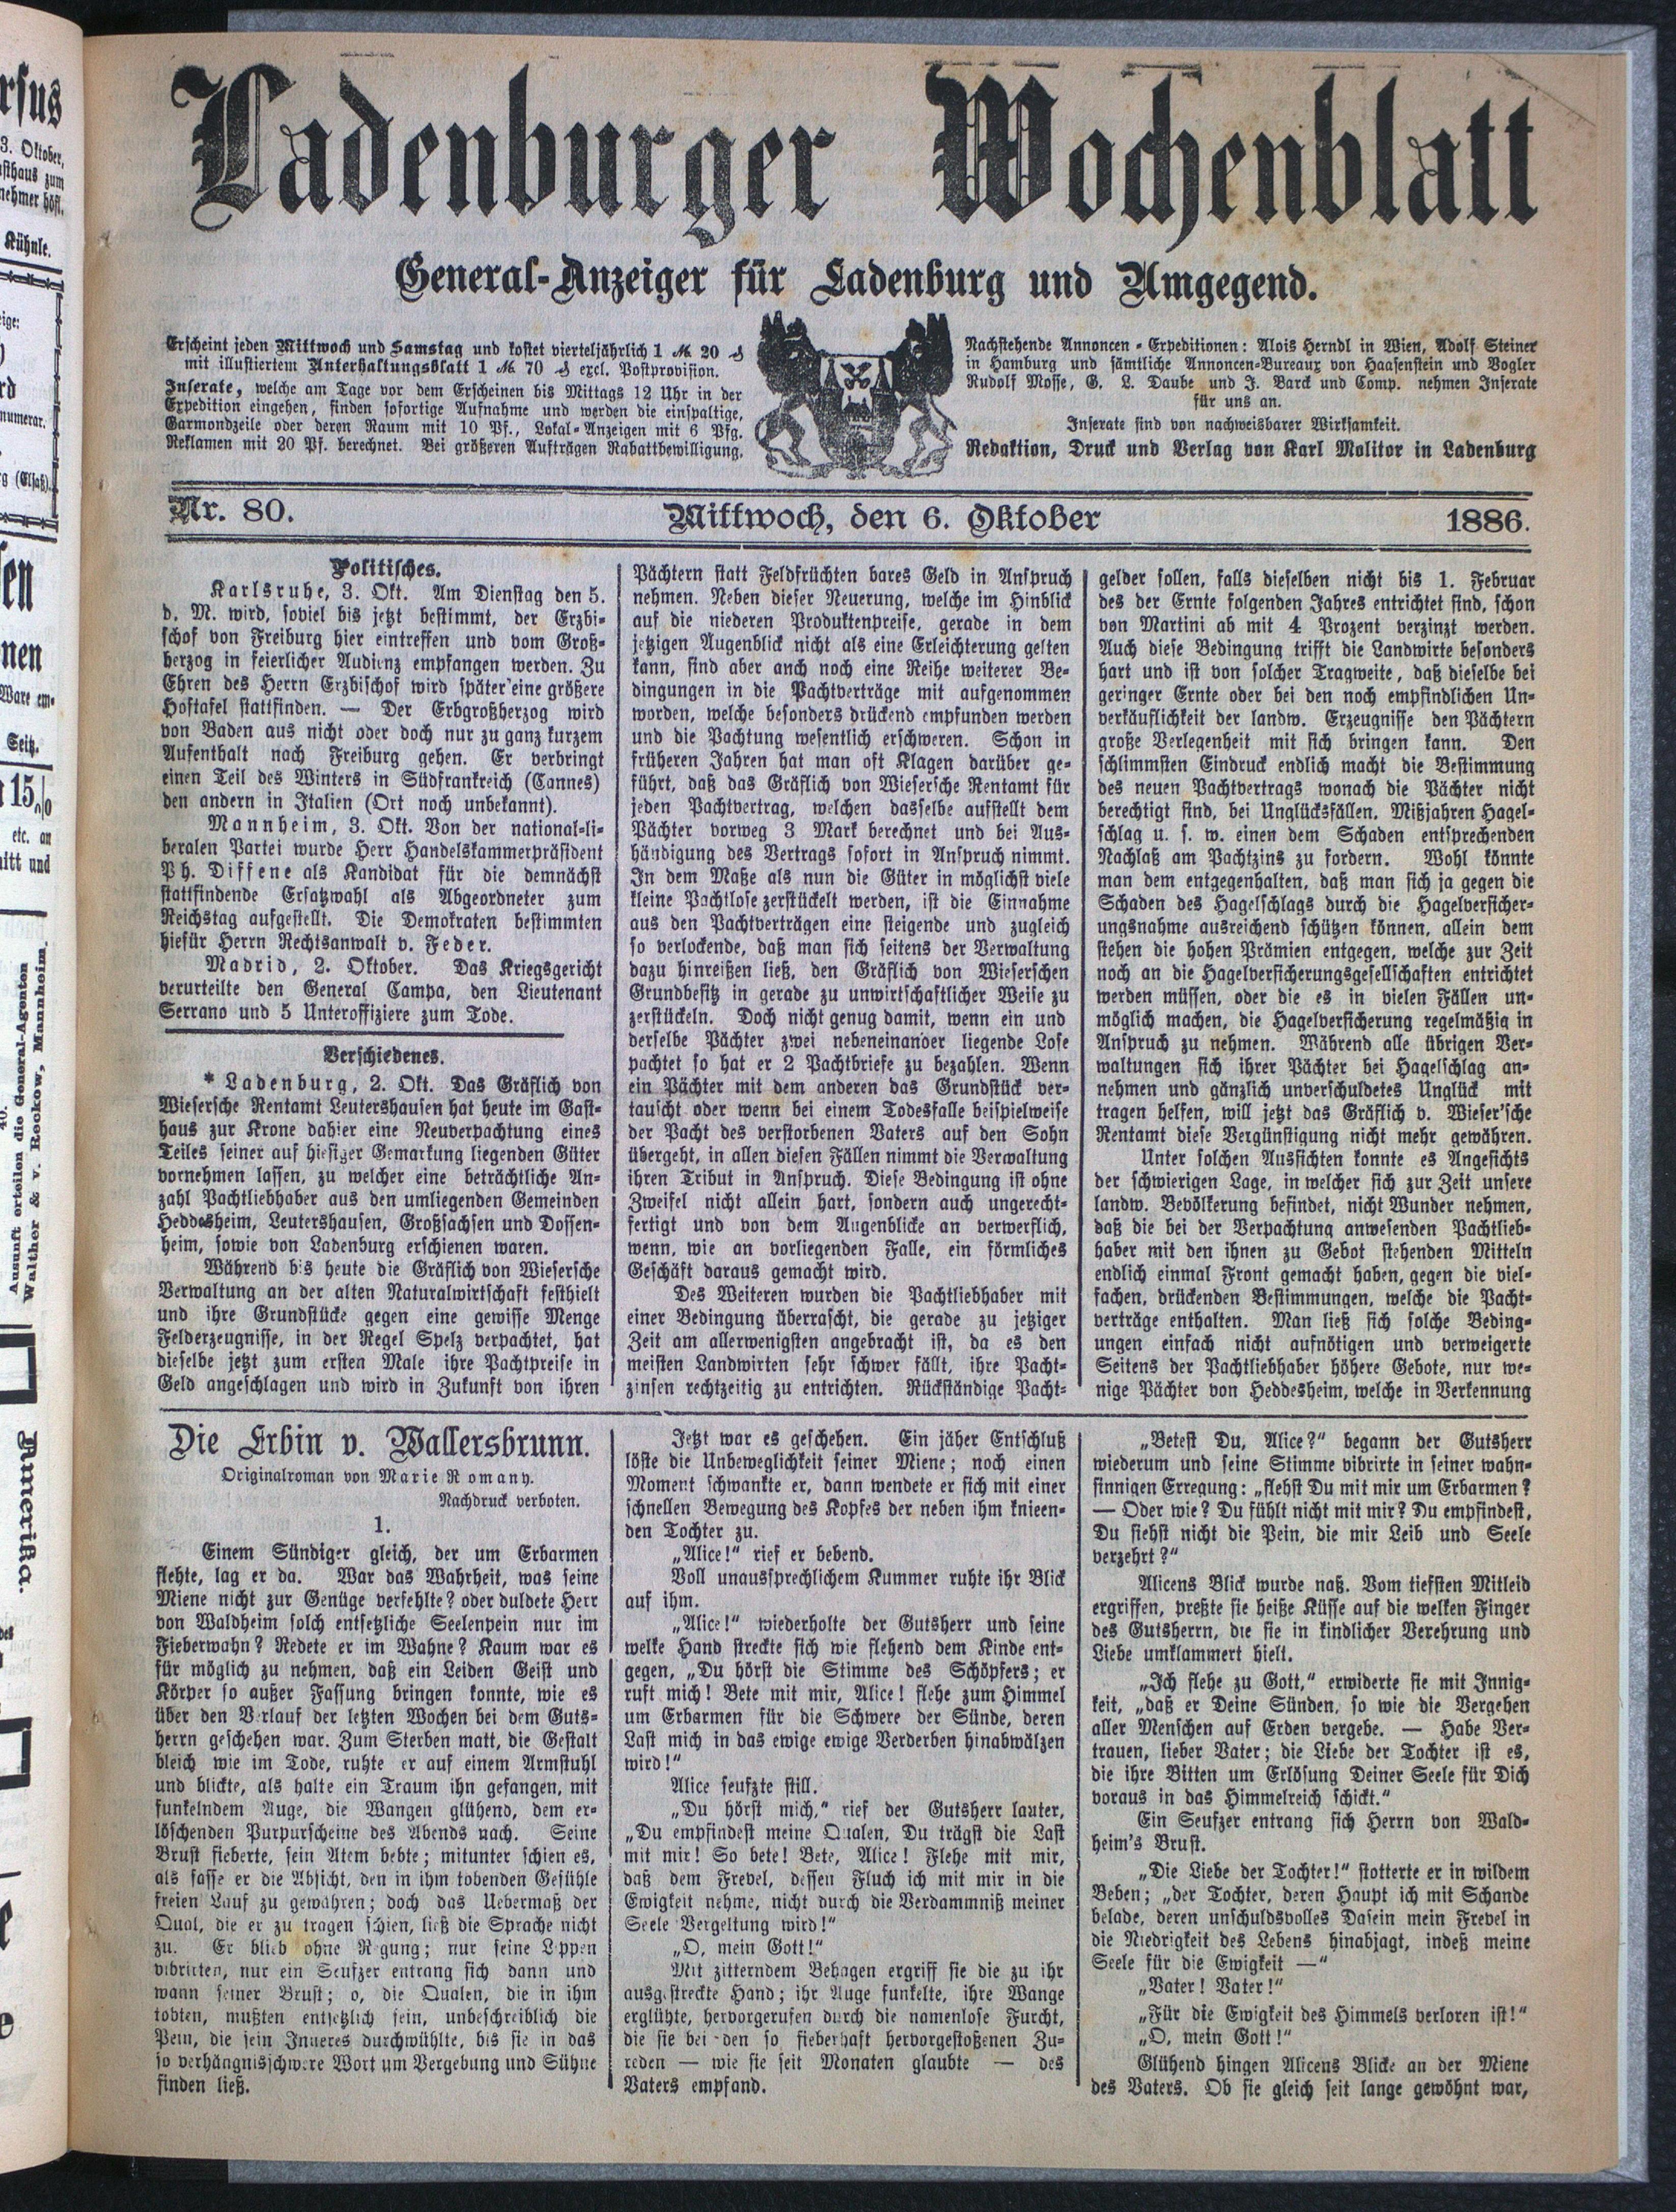 Ladenburger Wochenblatt
General-Anzeiger für Ladenburg und Umgegend.
Erscheint jeden Mittwoch und Samstag und kostet vierteljährlich 1 ℳ 20 ₰
mit illustiertem Unterhaltungsblatt 1 ℳ 70 ₰ excl. Postprovision.
Inserate, welche am Tage vor dem Erscheinen bis Mittags 12 Uhr in der
Expedition eingehen, finden sofortige Aufnahme und werden die einspaltige,
Garmondzeile oder deren Raum mit 10 Pf., Lokal-Anzeigen mit 6 Pfg.
Reklamen mit 20 Pf. berechnet. Bei größeren Aufträgen Rabattbewilligung.
Nachstehende Annoncen-Expeditionen: Alois Herndl in Wien, Adolf Steiner
in Hamburg und sämtliche Annoncen-Bureaux von Haasenstein und Vogler
Rudolf Mosse, G. L. Daube und J. Barck und Comp. nehmen Inserate
für uns an.
Inserate sind von nachweisbarer Wirksamkeit.
Redaktion, Druck und Verlag von Karl Molitor in Ladenburg
Nr. 80. Mittwoch, den 6. Oktober 1886.
Politisches.
Karlsruhe, 3. Okt. Am Dienstag den 5.
d. M. wird, soviel bis jetzt bestimmt, der Erzbi-
schof von Freiburg hier eintreffen und vom Groß-
herzog in feierlicher Audienz empfangen werden. Zu
Ehren des Herrn Erzbischof wird später eine größere
Hoftafel stattfinden. — Der Erbgroßherzog wird
von Baden aus nicht oder doch nur zu ganz kurzem
Aufenthalt nach Freiburg gehen. Er verbringt
einen Teil des Winters in Südfrankreich (Cannes)
den andern in Italien (Ort noch unbekannt).
Mannheim, 3. Okt. Von der national-li-
beralen Partei wurde Herr Handelskammerpräsident
Ph. Diffene als Kandidat für die demnächst
stattfindende Ersatzwahl als Abgeordneter zum
Reichstag aufgestellt. Die Demokraten bestimmten
hiefür Herrn Rechtsanwalt v. Feder.
Madrid, 2. Oktober. Das Kriegsgericht
verurteilte den General Campa, den Lieutenant
Serrano und 5 Unteroffiziere zum Tode.
Verschiedenes.
* Ladenburg, 2. Okt. Das Gräflich von
Wiesersche Rentamt Leutershausen hat heute im Gast-
haus zur Krone dahier eine Neuverpachtung eines
Teiles seiner auf hiesiger Gemarkung liegenden Güter
vornehmen lassen, zu welcher eine beträchtliche An-
zahl Pachtliebhaber aus den umliegenden Gemeinden
Heddesheim, Leutershausen, Großsachsen und Dossen-
heim, sowie von Ladenburg erschienen waren.
Während bis heute die Gräflich von Wiesersche
Verwaltung an der alten Naturalwirtschaft festhielt
und ihre Grundstücke gegen eine gewisse Menge
Felderzeugnisse, in der Regel Spelz verpachtet, hat
dieselbe jetzt zum ersten Male ihre Pachtpreise in
Geld angeschlagen und wird in Zukunft von ihren
Pächtern statt Feldfrüchten bares Geld in Anspruch
nehmen. Neben dieser Neuerung, welche im Hinblick
auf die niederen Produktenpreise, gerade in dem
jetzigen Augenblick nicht als eine Erleichterung gelten
kann, sind aber anch noch eine Reihe weiterer Be-
dingungen in die Pachtverträge mit aufgenommen
worden, welche besonders drückend empfunden werden
und die Pachtung wesentlich erschweren. Schon in
früheren Jahren hat man oft Klagen darüber ge-
führt, daß das Gräflich von Wiesersche Rentamt für
jeden Pachtvertrag, welchen dasselbe aufstellt dem
Pächter vorweg 3 Mark berechnet und bei Aus-
händigung des Vertrags sofort in Anspruch nimmt.
In dem Maße als nun die Güter in möglichst viele
kleine Pachtlose zerstückelt werden, ist die Einnahme
aus den Pachtverträgen eine steigende und zugleich
so verlockende, daß man sich seitens der Verwaltung
dazu hinreißen ließ, den Gräflich von Wieserschen
Grundbesitz in gerade zu unwirtschaftlicher Weise zu
zerstückeln. Doch nicht genug damit, wenn ein und
derselbe Pächter zwei nebeneinander liegende Lose
pachtet so hat er 2 Pachtbriefe zu bezahlen. Wenn
ein Pächter mit dem anderen das Grundstück ver-
tauscht oder wenn bei einem Todesfalle beispielweise
der Pacht des verstorbenen Vaters auf den Sohn
übergeht, in allen diesen Fällen nimmt die Verwaltung
ihren Tribut in Anspruch. Diese Bedingung ist ohne
Zweifel nicht allein hart, sondern auch ungerecht-
fertigt und von dem Augenblicke an verwerflich,
wenn, wie an vorliegenden Falle, ein förmliches
Geschäft daraus gemacht wird.
Des Weiteren wurden die Pachtliebhaber mit
einer Bedingung überrascht, die gerade zu jetziger
Zeit am allerwenigsten angebracht ist, da es den
meisten Landwirten sehr schwer fällt, ihre Pacht-
zinsen rechtzeitig zu entrichten. Rückständige Pacht-
gelder sollen, falls dieselben nicht bis 1. Februar
des der Ernte folgenden Jahres entrichtet sind, schon
von Martini ab mit 4 Prozent verzinzt werden.
Auch diese Bedingung trifft die Landwirte besonders
hart und ist von solcher Tragweite, daß dieselbe bei
geringer Ernte oder bei den noch empfindlichen Un-
verkäuflichkeit der landw. Erzeugnisse den Pächtern
große Verlegenheit mit sich bringen kann. Den
schlimmsten Eindruck endlich macht die Bestimmung
des neuen Pachtvertrags wonach die Pächter nicht
berechtigt sind, bei Unglücksfällen. Mißjahren Hagel-
schlag u. s. w. einen dem Schaden entsprechenden
Nachlaß am Pachtzins zu fordern. Wohl könnte
man dem entgegenhalten, daß man sich ja gegen die
Schaden des Hagelschlags durch die Hagelversicher-
ungsnahme ausreichend schützen können, allein dem
stehen die hohen Prämien entgegen, welche zur Zeit
noch an die Hagelversicherungsgesellschaften entrichtet
werden müssen, oder die es in vielen Fällen un-
möglich machen, die Hagelversicherung regelmäßig in
Anspruch zu nehmen. Während alle übrigen Ver-
waltungen sich ihrer Pächter bei Hagelschlag an-
nehmen und gänzlich unverschuldetes Unglück mit
tragen helfen, will jetzt das Gräflich v. Wieser'sche
Rentamt diese Vergünstigung nicht mehr gewähren.
Unter solchen Aussichten konnte es Angesichts
der schwierigen Lage, in welcher sich zur Zeit unsere
landw. Bevölkerung befindet, nicht Wunder nehmen,
daß die bei der Verpachtung anwesenden Pachtlieb-
haber mit den ihnen zu Gebot stehenden Mitteln
endlich einmal Front gemacht haben, gegen die viel-
fachen, drückenden Bestimmungen, welche die Pacht-
verträge enthalten. Man ließ sich solche Beding-
ungen einfach nicht aufnötigen und verweigerte
Seitens der Pachtliebhaber höhere Gebote, nur we-
nige Pächter von Heddesheim, welche in Verkennung
Die Erbin v. Wallersbrunn.
Originalroman von Marie Romany.
Nachdruck verboten.
1.
Einem Sündiger gleich, der um Erbarmen
flehte, lag er da. War das Wahrheit, was seine
Miene nicht zur Genüge verfehlte? oder duldete Herr
von Waldheim solch entsetzliche Seelenpein nur im
Fieberwahn? Redete er im Wahne? Kaum war es
für möglich zu nehmen, daß ein Leiden Geist und
Körper so außer Fassung bringen konnte, wie es
über den Verlauf der letzten Wochen bei dem Guts-
herrn geschehen war. Zum Sterben matt, die Gestalt
bleich wie im Tode, ruhte er auf einem Armstuhl
und blickte, als halte ein Traum ihn gefangen, mit
funkelndem Auge, die Wangen glühend, dem er-
löschenden Purpurscheine des Abends nach. Seine
Brust fieberte, sein Atem bebte; mitunter schien es,
als fasse er die Absicht, den in ihm tobenden Gefühle
freien Lauf zu gewähren; doch das Uebermaß der
Qual, die er zu tragen schien, ließ die Sprache nicht
zu. Er blieb ohne Regung; nur seine Lippen
vibrirten, nur ein Seufzer entrang sich dann und
wann seiner Brust; o, die Qualen, die in ihm
tobten, mußten entsetzlich sein, unbeschreiblich die
Pein, die sein Inneres durchwühlte, bis sie in das
so verhängnisschwere Wort um Vergebung und Sühne
finden ließ.
Jetzt war es geschehen. Ein jäher Entschluß
löste die Unbeweglichkeit seiner Miene; noch einen
Moment schwankte er, dann wendete er sich mit einer
schnellen Bewegung des Kopfes der neben ihm knieen-
den Tochter zu.
„Alice!“ rief er bebend.
Voll unaussprechlichem Kummer ruhte ihr Blick
auf ihm.
„Alice!“ wiederholte der Gutsherr und seine
welke Hand streckte sich wie flehend dem Kinde ent-
gegen, „Du hörst die Stimme des Schöpfers; er
ruft mich! Bete mit mir, Alice! flehe zum Himmel
um Erbarmen für die Schwere der Sünde, deren
Last mich in das ewige ewige Verderben hinabwälzen
wird!“
Alice seufzte still.
„Du hörst mich,“ rief der Gutsherr lauter,
„Du empfindest meine Qualen, Du trägst die Last
mit mir! So bete! Bete, Alice! Flehe mit mir,
daß dem Frevel, dessen Fluch ich mit mir in die
Ewigkeit nehme, nicht durch die Verdammniß meiner
Seele Vergeltung wird!“
„O, mein Gott!“
Mit zitterndem Behagen ergriff sie die zu ihr
ausgestreckte Hand; ihr Auge funkelte, ihre Wange
erglühte, hervorgerufen durch die namenlose Furcht,
die sie bei den so fieberhaft hervorgestoßenen Zu-
reden — wie sie seit Monaten glaubte — des
Vaters empfand.
„Betest Du, Alice?“ begann der Gutsherr
wiederum und seine Stimme vibrirte in seiner wahn-
sinnigen Erregung: „flehst Du mit mir um Erbarmen?
— Oder wie? Du fühlt nicht mit mir? Du empfindest,
Du siehst nicht die Pein, die mir Leib und Seele
verzehrt?“
Alicens Blick wurde naß. Vom tiefsten Mitleid
ergriffen, preßte sie heiße Küsse auf die welken Finger
des Gutsherrn, die sie in kindlicher Verehrung und
Liebe umklammert hielt.
„Ich flehe zu Gott,“ erwiderte sie mit Innig-
keit, „daß er Deine Sünden, so wie die Vergehen
aller Menschen auf Erden vergebe. — Habe Ver-
trauen, lieber Vater; die Liebe der Tochter ist es,
die ihre Bitten um Erlösung Deiner Seele für Dich
voraus in das Himmelreich schickt.“
Ein Seufzer entrang sich Herrn von Wald-
heim's Brust.
„Die Liebe der Tochter!“ stotterte er in wildem
Beben; „der Tochter, deren Haupt ich mit Schande
belade, deren unschuldsvolles Dasein mein Frevel in
die Niedrigkeit des Lebens hinabjagt, indeß meine
Seele für die Ewigkeit —“
„Vater! Vater!“
„Für die Ewigkeit des Himmels verloren ist!“
„O, mein Gott!“
Glühend hingen Alicens Blicke an der Miene
des Vaters. Ob sie gleich seit lange gewöhnt war,